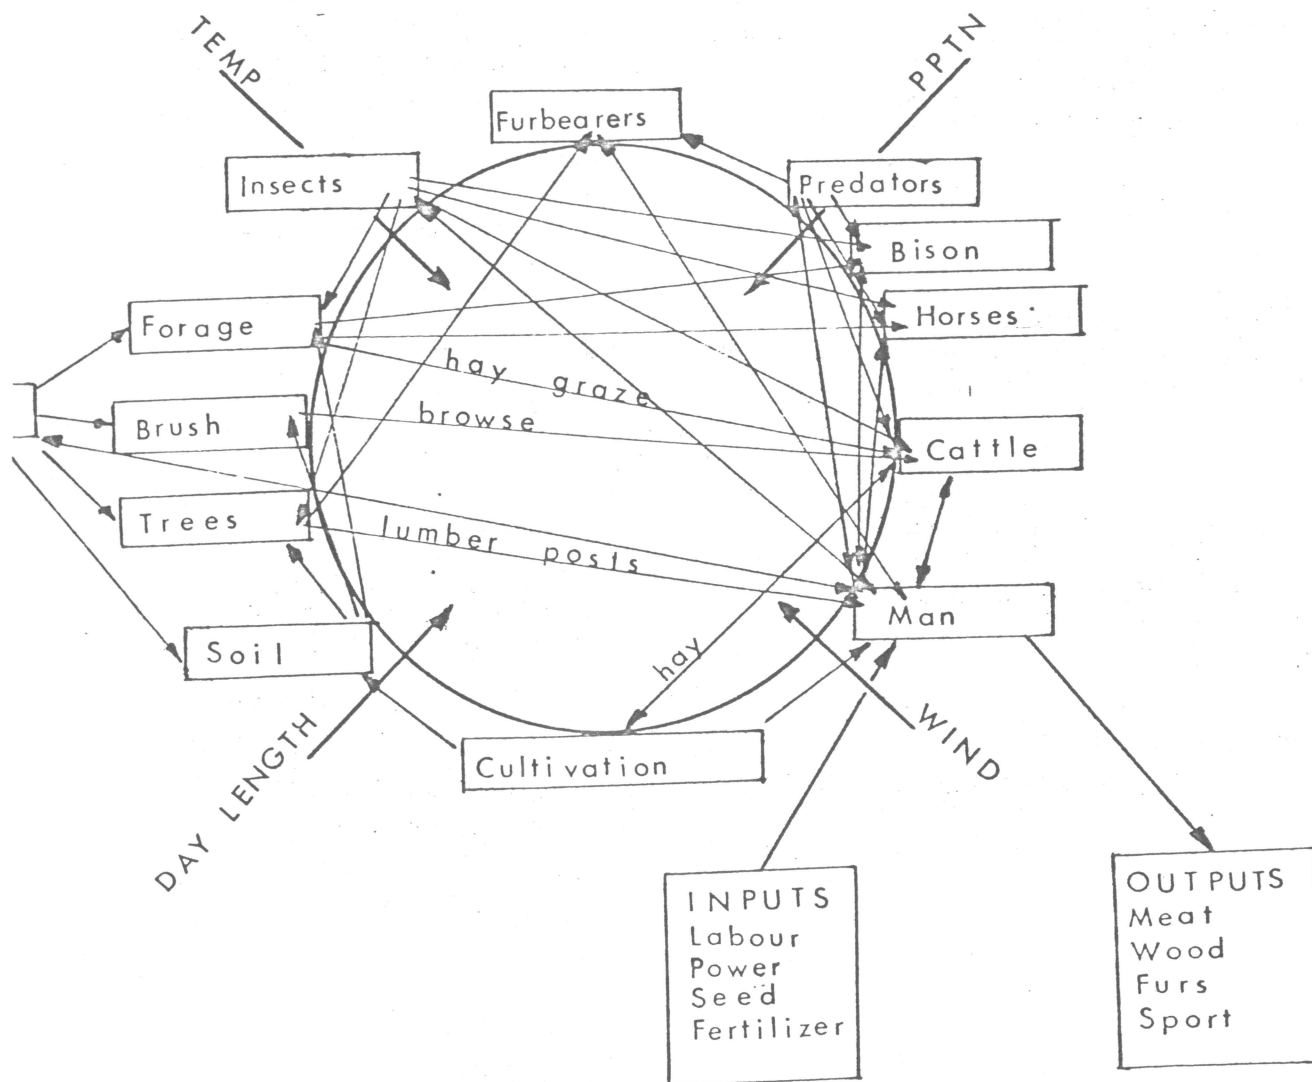 TEMP
PPTN
Furbearers
Insects
Predators
Bison
Forage
Horses
hay graze
Brush
browse
Cattle
Trees
lumber posts
Man
Soil
hay
WIND
DAY LENGTH
Cultivation
INPUTS
Labour
Power
Seed
Fertilizer
OUTPUTS
Meat
Wood
Furs
Sport